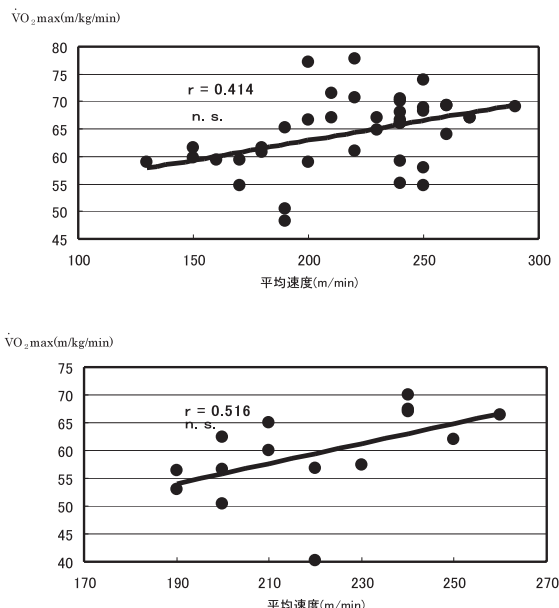 V̇O₂max(m/kg/min)
80
75
70
65
60
55
50
45
r = 0.414
n. s.
100 150 200 250 300
平均速度(m/min)
V̇O₂max(m/kg/min)
75
70
65
60
55
50
45
40
r = 0.516
n. s.
170 190 210 230 250 270
平均速度(m/min)